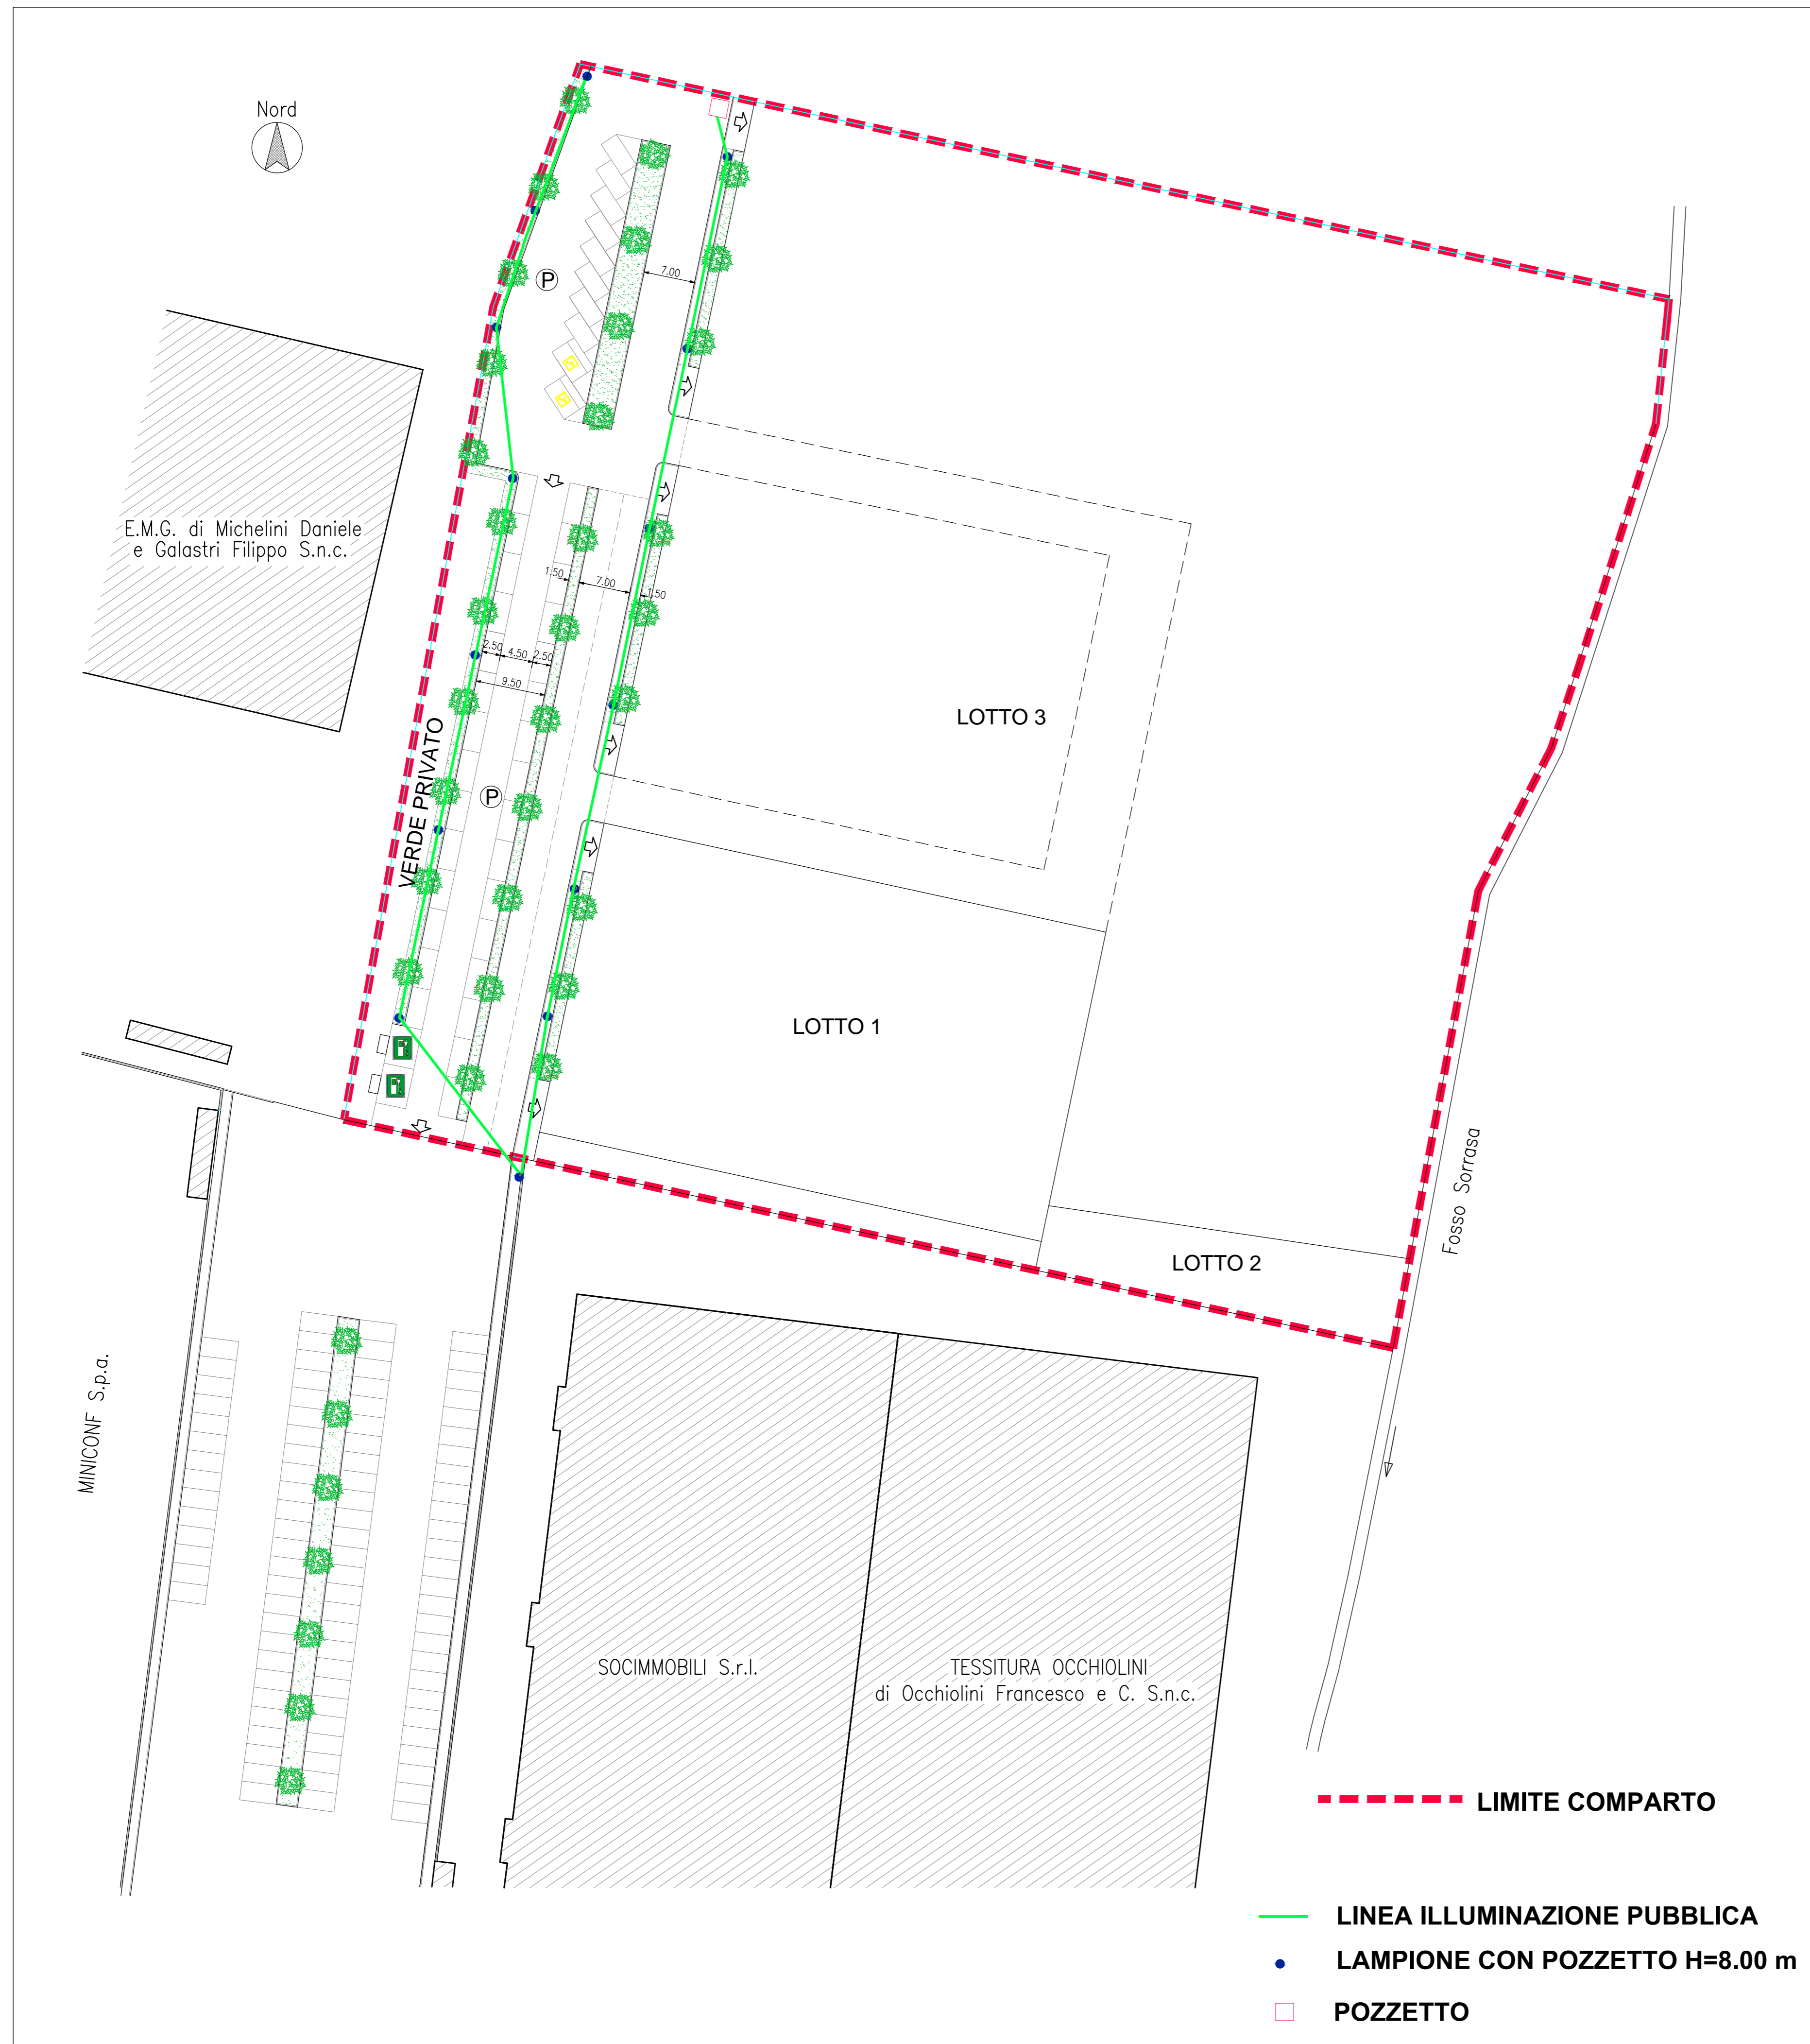 Nord
P
7.00
E.M.G. di Michelini Daniele
e Galastri Filippo S.n.c.
1.50
7.00
1.50
2.50
4.50
2.50
9.50
LOTTO 3
VERDE PRIVATO
P
LOTTO 1
Fosso Sorrasa
LOTTO 2
MINICONF S.p.a.
SOCIMMOBILI S.r.l.
TESSITURA OCCHIOLINI
di Occhiolini Francesco e C. S.n.c.
LIMITE COMPARTO
LINEA ILLUMINAZIONE PUBBLICA
LAMPIONE CON POZZETTO H=8.00 m
POZZETTO